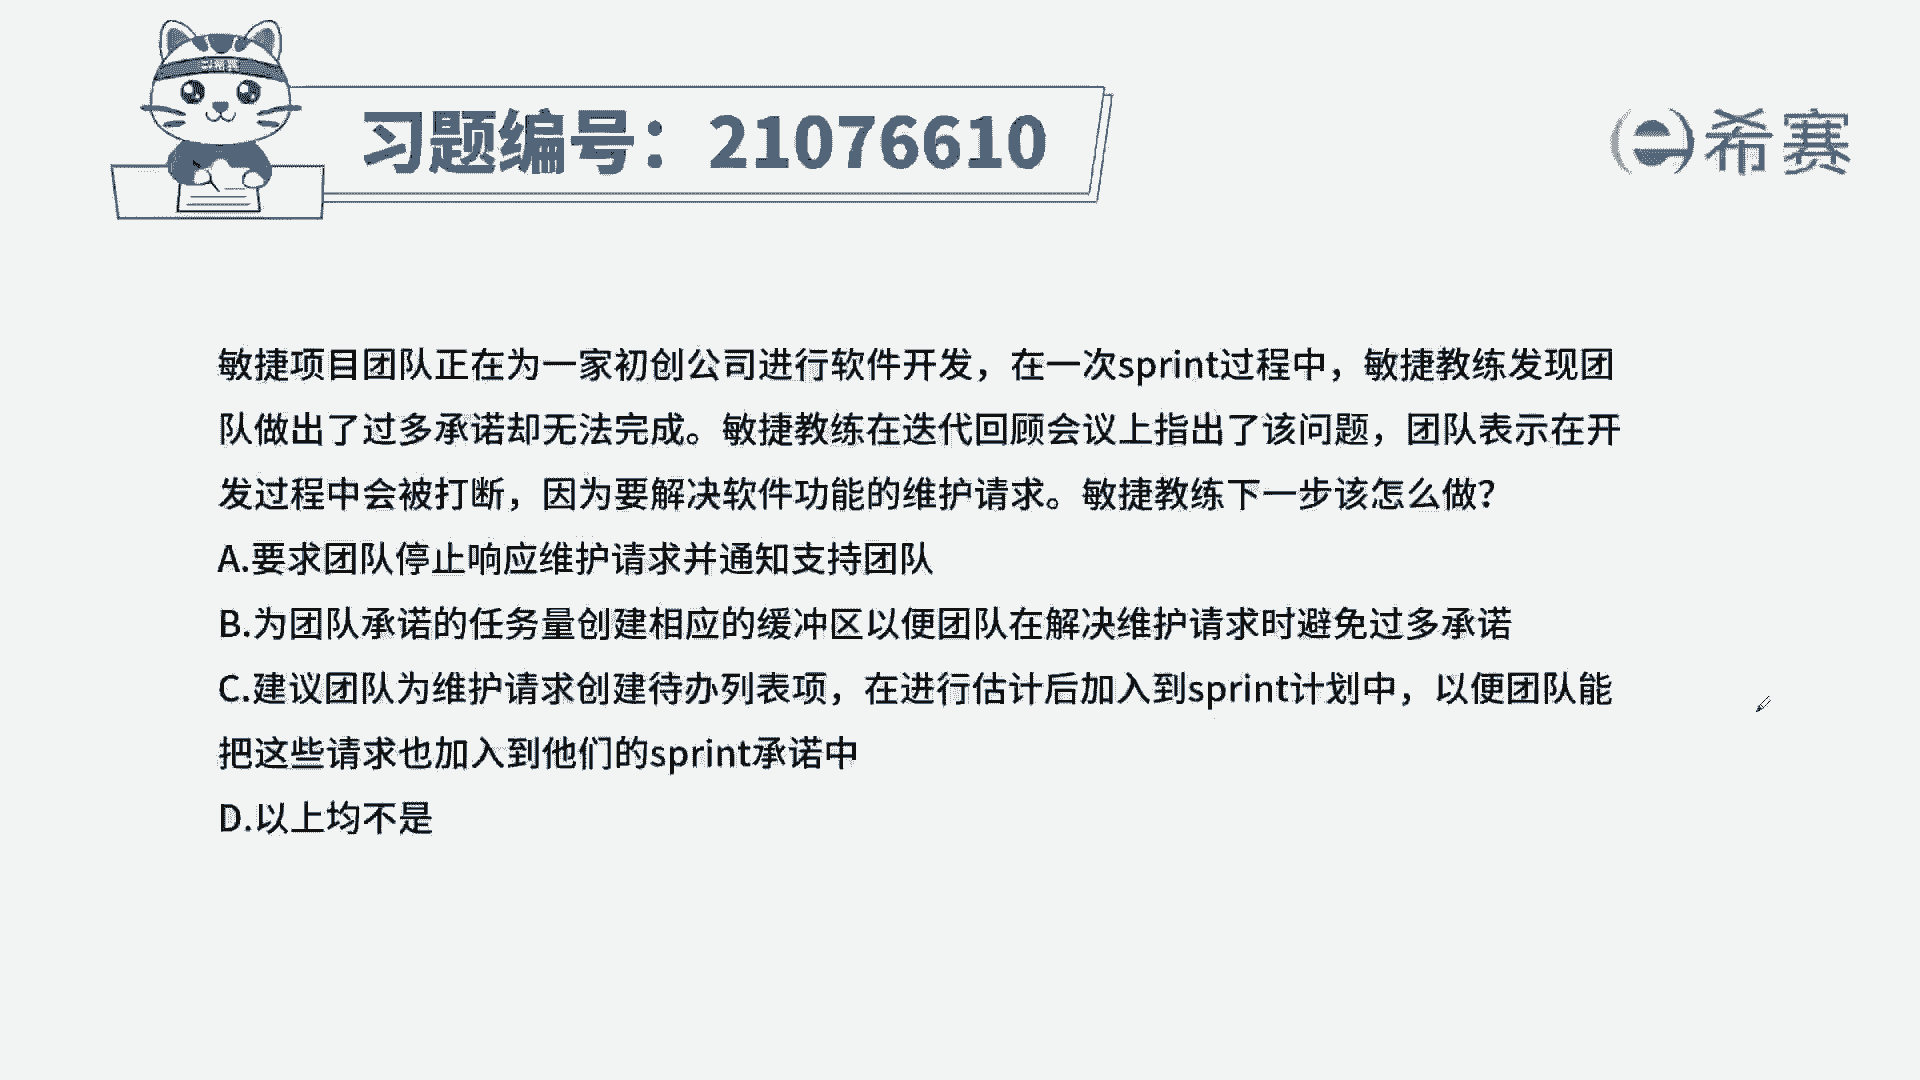 习题编号：21076610
希赛
敏捷项目团队正在为一家初创公司进行软件开发，在一次sprint过程中，敏捷教练发现团
队做出了过多承诺却无法完成。敏捷教练在迭代回顾会议上指出了该问题，团队表示在开
发过程中会被打断，因为要解决软件功能的维护请求。敏捷教练下一步该怎么做？
A.要求团队停止响应维护请求并通知支持团队
B.为团队承诺的任务量创建相应的缓冲区以便团队在解决维护请求时避免过多承诺
C.建议团队为维护请求创建待办列表项，在进行估计后加入到sprint计划中，以便团队能
把这些请求也加入到他们的sprint承诺中
D.以上均不是